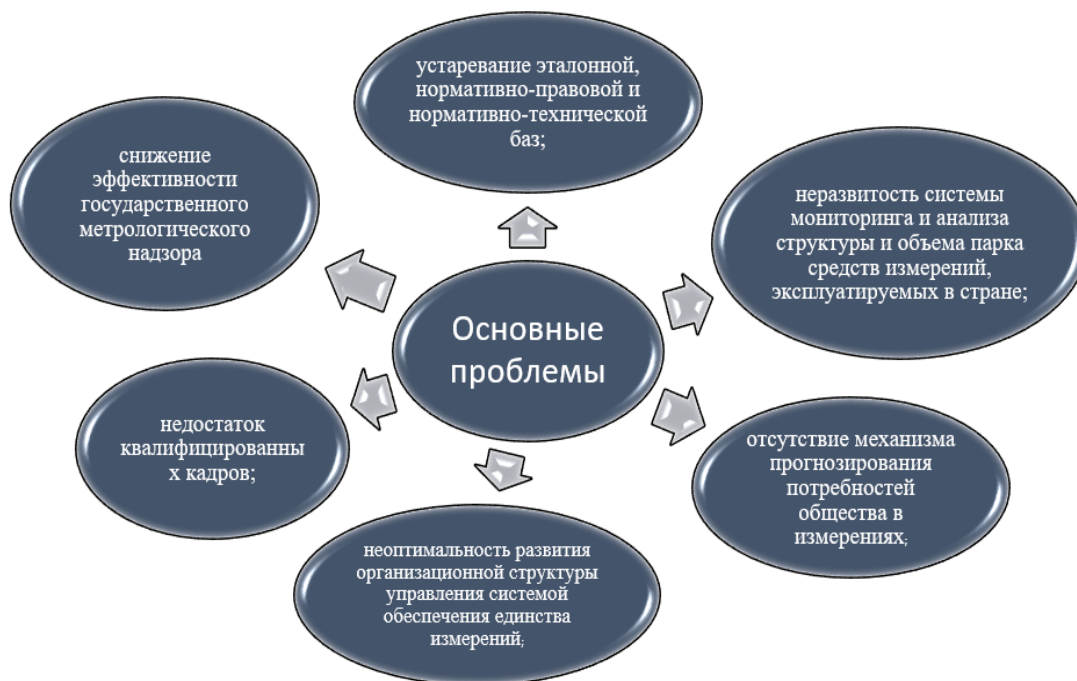 устаревание эталонной,
нормативно-правовой и
нормативно-технической
баз;
снижение
эффективности
государственного
метрологического
надзора
неразвитость системы
мониторинга и анализа
структуры и объема парка
средств измерений,
эксплуатируемых в стране;
Основные
проблемы
недостаток
квалифицированны
х кадров;
отсутствие механизма
прогнозирования
потребностей
общества в
измерениях;
неоптимальность развития
организационной структуры
управления системой
обеспечения единства
измерений;